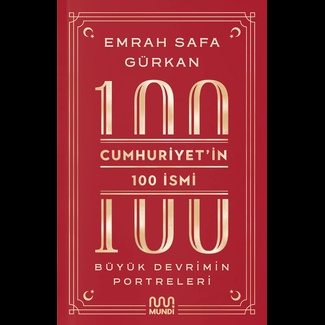 EMRAH SAFA
GÜRKAN
100
CUMHURİYET'İN
100 İSMİ
100
BÜYÜK DEVRİMİN
PORTRELERİ
MUNDİ